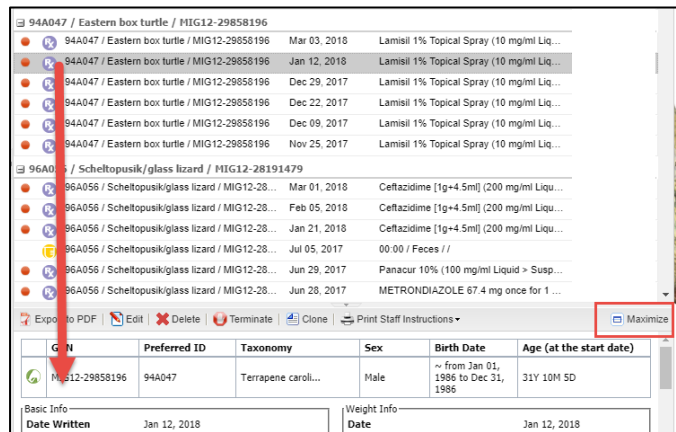 94A047 / Eastern box turtle / MIG12-29858196
Rx 94A047 / Eastern box turtle / MIG12-29858196 Mar 03, 2018 Lamisil 1% Topical Spray (10 mg/ml Liq...
Rx 94A047 / Eastern box turtle / MIG12-29858196 Jan 12, 2018 Lamisil 1% Topical Spray (10 mg/ml Liq...
94A047 / Eastern box turtle / MIG12-29858196 Dec 29, 2017 Lamisil 1% Topical Spray (10 mg/ml Liq...
94A047 / Eastern box turtle / MIG12-29858196 Dec 22, 2017 Lamisil 1% Topical Spray (10 mg/ml Liq...
94A047 / Eastern box turtle / MIG12-29858196 Dec 09, 2017 Lamisil 1% Topical Spray (10 mg/ml Liq...
94A047 / Eastern box turtle / MIG12-29858196 Nov 25, 2017 Lamisil 1% Topical Spray (10 mg/ml Liq...
/ Scheltopusik/glass lizard / MIG12-28191479
96A056 / Scheltopusik/glass lizard / MIG12-28... Mar 01, 2018 Ceftazidime [1g+4.5ml] (200 mg/ml Liqu...
96A056 / Scheltopusik/glass lizard / MIG12-28... Feb 05, 2018 Ceftazidime [1g+4.5ml] (200 mg/ml Liqu...
96A056 / Scheltopusik/glass lizard / MIG12-28... Jan 21, 2018 Ceftazidime [1g+4.5ml] (200 mg/ml Liqu...
96A056 / Scheltopusik/glass lizard / MIG12-28... Jul 05, 2017 00:00 / Feces / /
96A056 / Scheltopusik/glass lizard / MIG12-28... Jun 29, 2017 Panacur 10% (100 mg/ml Liquid > Susp...
96A056 / Scheltopusik/glass lizard / MIG12-28... Jun 28, 2017 METRONDIAZOLE 67.4 mg once for 1 ...
to PDF Edit Delete Terminate Clone Print Staff Instructions Maximize
Preferred ID Taxonomy Sex Birth Date Age (at the start date)
94A047 Terrapene caroli... Male ~ from Jan 01, 1986 to Dec 31, 1986 31Y 10M 5D
Basic Info Weight Info
Date Written Jan 12, 2018 Date Jan 12, 2018